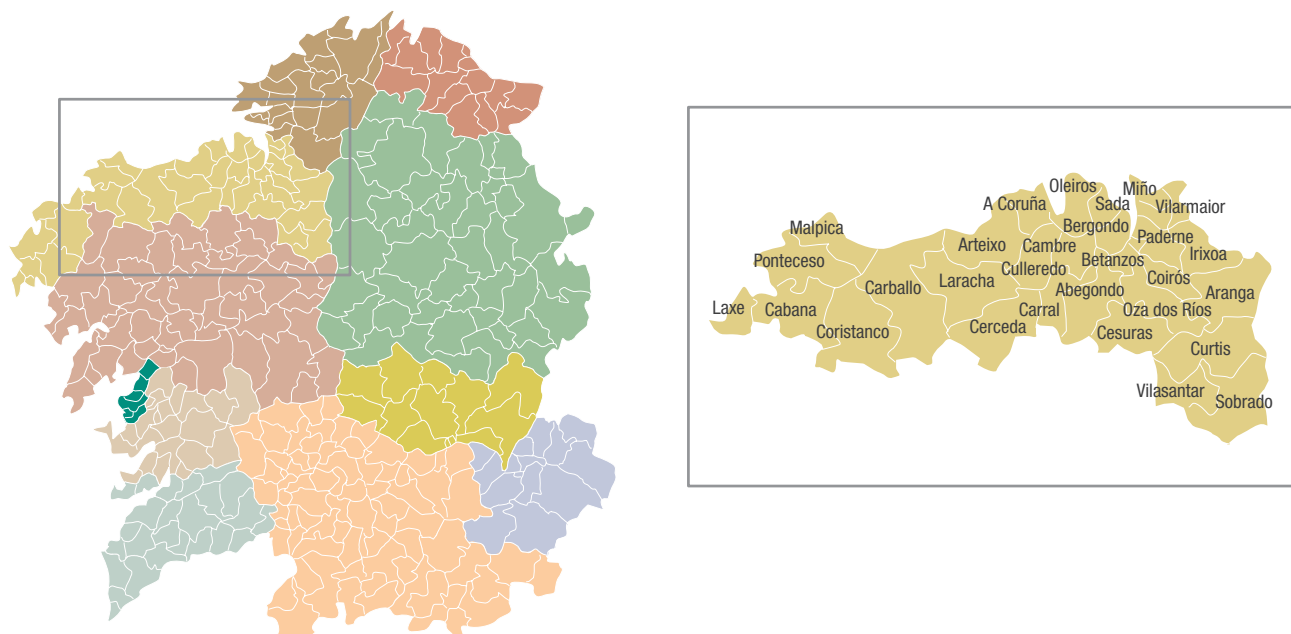 Oleiros
Miño
A Coruña
Sada
Vilarmaior
Malpica
Bergondo
Arteixo
Cambre
Paderne
Irixoa
Ponteceso
Culleredo
Betanzos
Carballo
Laracha
Coirós
Abegondo
Aranga
Laxe
Cabana
Carral
Oza dos Ríos
Coristanco
Cerceda
Cesuras
Curtis
Vilasantar
Sobrado